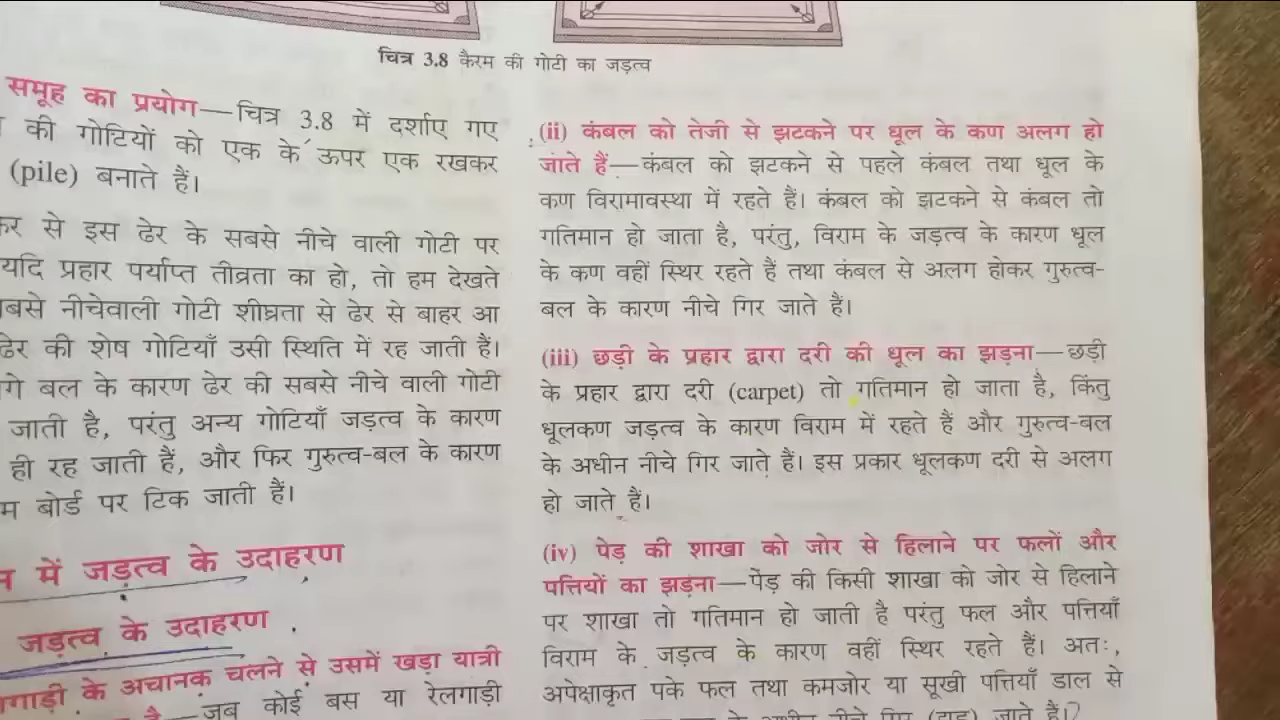 चित्र 3.8 कैरम की गोटी का जड़त्व
समूह का प्रयोग—चित्र 3.8 में दर्शाए गए
की गोटियों को एक के ऊपर एक रखकर
(pile) बनाते हैं।
से इस ढेर के सबसे नीचे वाली गोटी पर
यदि प्रहार पर्याप्त तीव्रता का हो, तो हम देखते
नीचेवाली गोटी शीघ्रता से ढेर से बाहर आ
ढेर की शेष गोटियाँ उसी स्थिति में रह जाती हैं।
बल के कारण ढेर की सबसे नीचे वाली गोटी
जाती है, परंतु अन्य गोटियाँ जड़त्व के कारण
ही रह जाती हैं, और फिर गुरुत्व-बल के कारण
बोर्ड पर टिक जाती हैं।
में जड़त्व के उदाहरण
जड़त्व के उदाहरण
के अचानक चलने से उसमें खड़ा यात्री
है—जब कोई बस या रेलगाड़ी
(ii) कंबल को तेजी से झटकने पर धूल के कण अलग हो
जाते हैं—कंबल को झटकने से पहले कंबल तथा धूल के
कण विरामावस्था में रहते हैं। कंबल को झटकने से कंबल तो
गतिमान हो जाता है, परंतु, विराम के जड़त्व के कारण धूल
के कण वहीं स्थिर रहते हैं तथा कंबल से अलग होकर गुरुत्व-
बल के कारण नीचे गिर जाते हैं।
(iii) छड़ी के प्रहार द्वारा दरी की धूल का झड़ना—छड़ी
के प्रहार द्वारा दरी (carpet) तो गतिमान हो जाता है, किंतु
धूलकण जड़त्व के कारण विराम में रहते हैं और गुरुत्व-बल
के अधीन नीचे गिर जाते हैं। इस प्रकार धूलकण दरी से अलग
हो जाते हैं।
(iv) पेड़ की शाखा को जोर से हिलाने पर फलों और
पत्तियों का झड़ना—पेड़ की किसी शाखा को जोर से हिलाने
पर शाखा तो गतिमान हो जाती है परंतु फल और पत्तियाँ
विराम के जड़त्व के कारण वहीं स्थिर रहते हैं। अतः,
अपेक्षाकृत पके फल तथा कमजोर या सूखी पत्तियाँ डाल से
के अधीन नीचे गिर (झड़) जाते हैं।